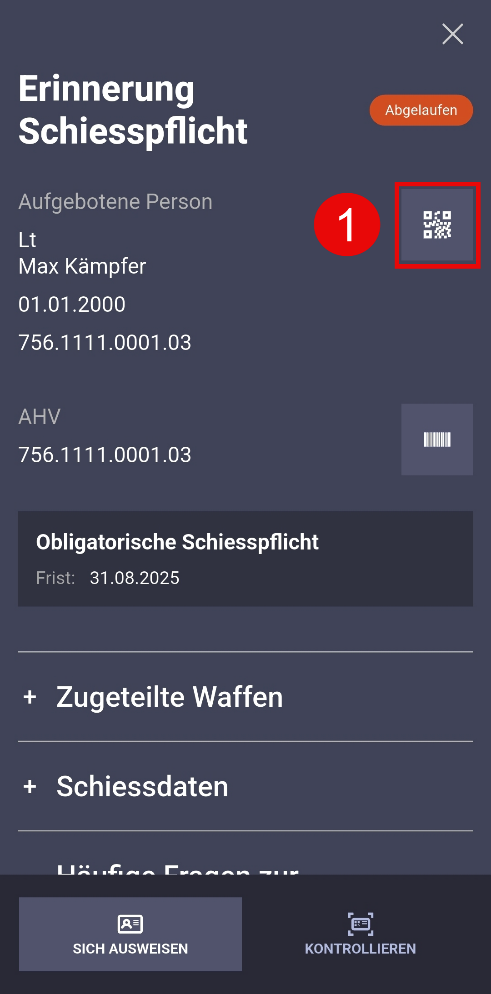 Erinnerung
Schiesspflicht
Abgelaufen
Aufgebotene Person
1
Lt
Max Kämpfer
01.01.2000
756.1111.0001.03
AHV
756.1111.0001.03
Obligatorische Schiesspflicht
Frist: 31.08.2025
+ Zugeteilte Waffen
+ Schiessdaten
Häufige Fragen zur
SICH AUSWEISEN
KONTROLLIEREN